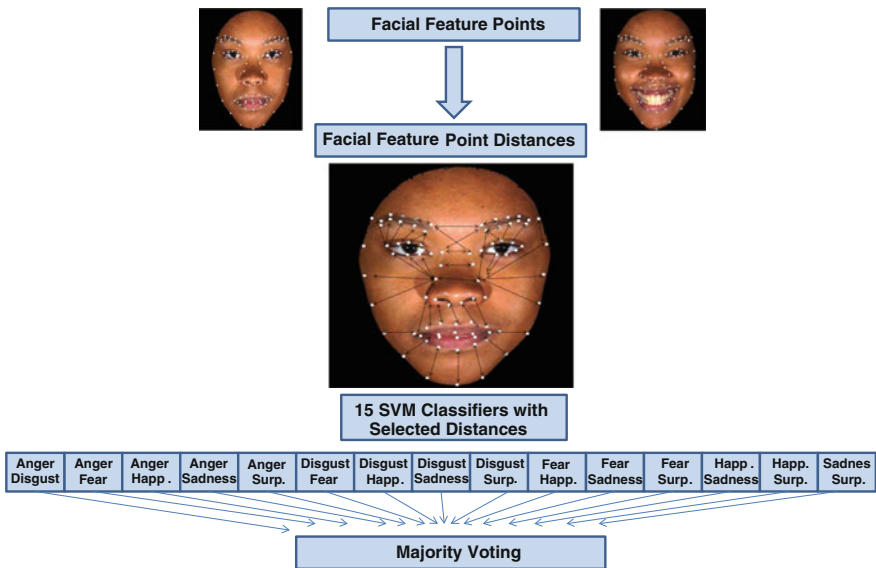 Facial Feature Points
Facial Feature Point Distances
15 SVM Classifiers with
Selected Distances
Anger Disgust
Anger Fear
Anger Happ .
Anger Sadness
Anger Surp.
Disgust Fear
Disgust Happ.
Disgust Sadness
Disgust Surp.
Fear Happ.
Fear Sadness
Fear Surp.
Happ . Sadness
Happ. Surp.
Sadnes Surp.
Majority Voting